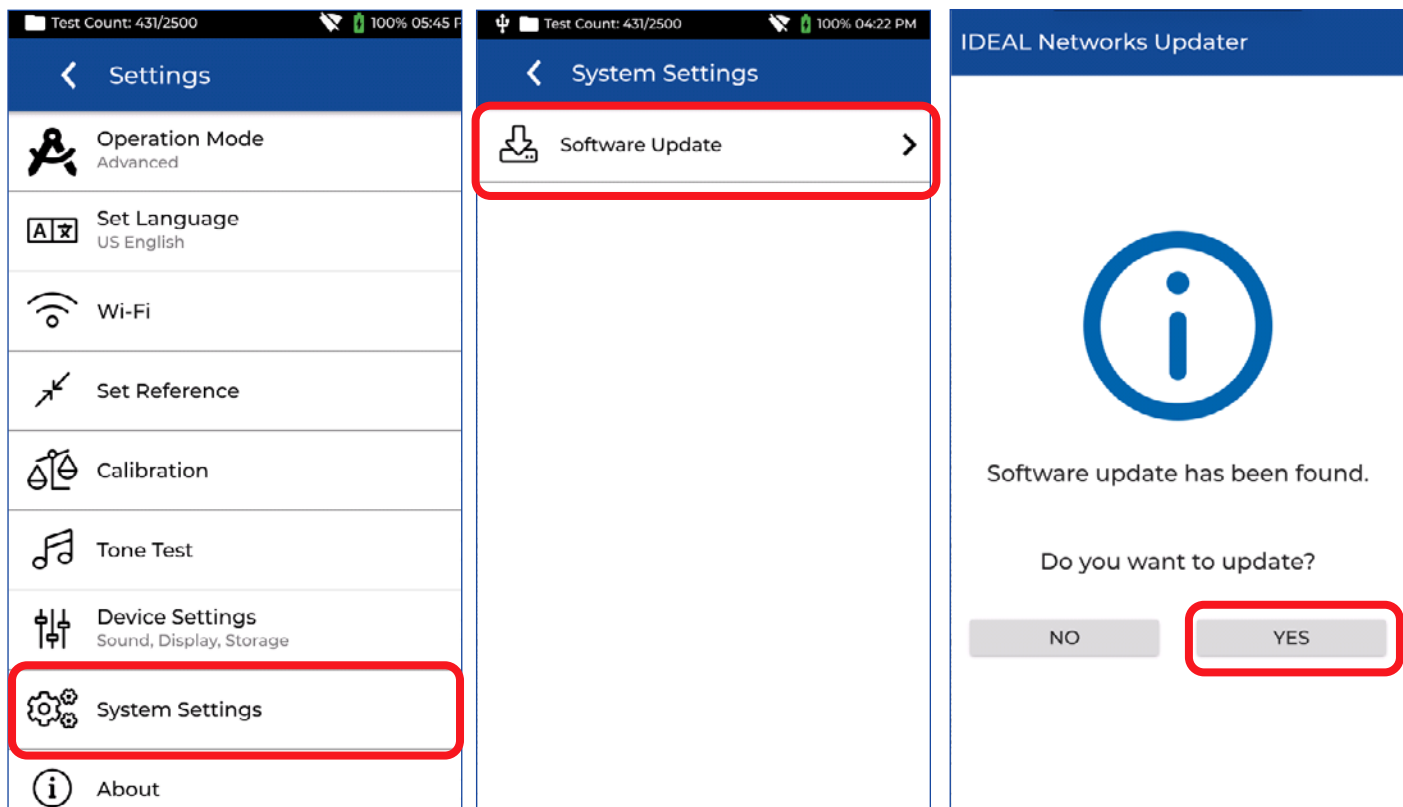 Test Count: 431/2500 100% 05:45 P
Settings
Operation Mode
Advanced
Set Language
US English
Wi-Fi
Set Reference
Calibration
Tone Test
Device Settings
Sound, Display, Storage
System Settings
About
Test Count: 431/2500 100% 04:22 PM
System Settings
Software Update
IDEAL Networks Updater
Software update has been found.
Do you want to update?
NO
YES